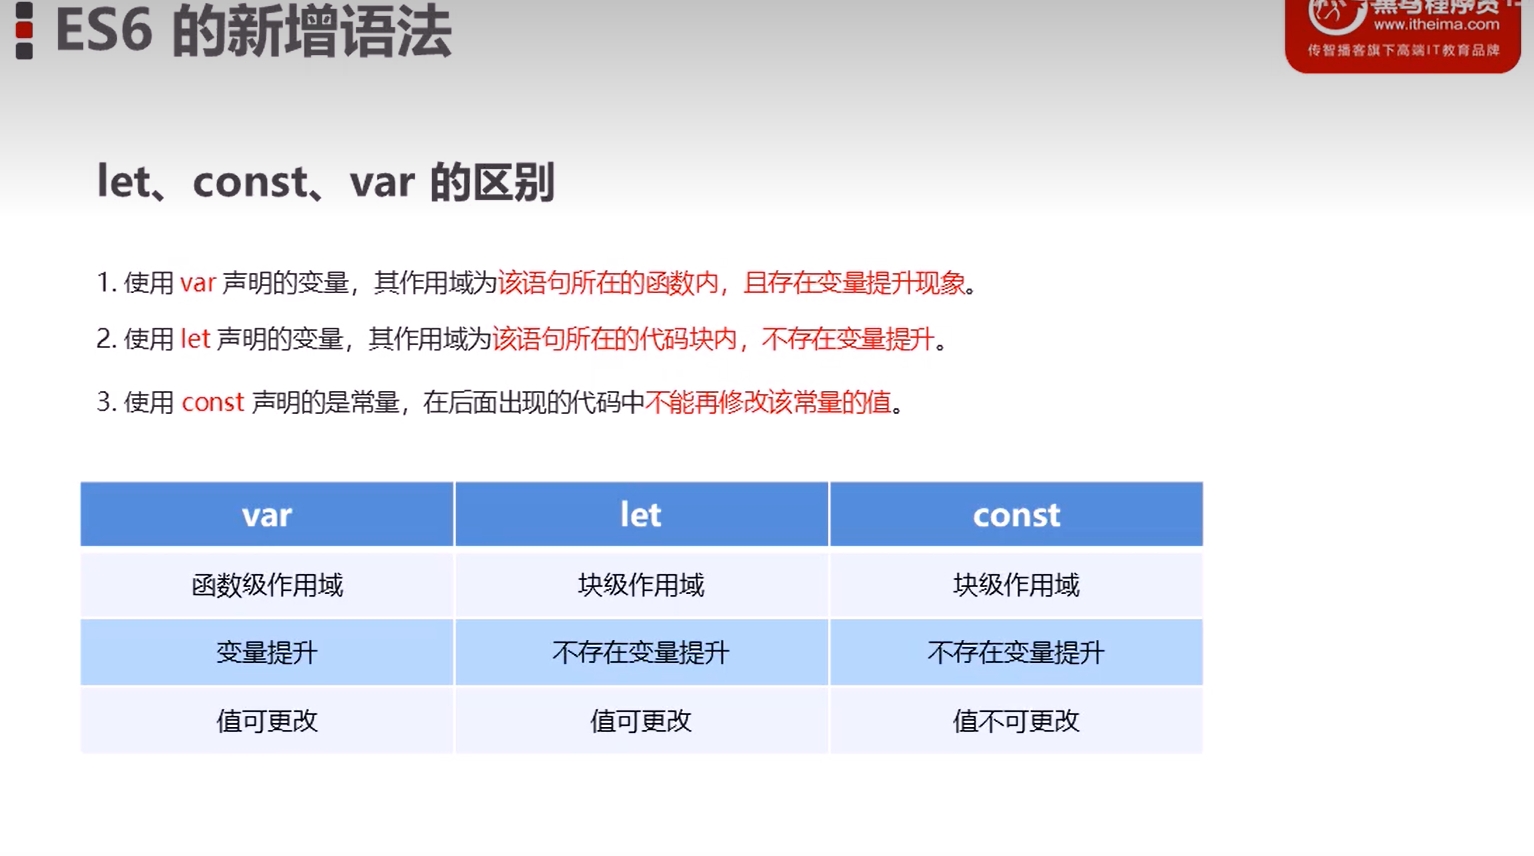 ES6 的新增语法
黑马程序员
www.itheima.com
传智播客旗下高端IT教育品牌
let、const、var 的区别
1. 使用 var 声明的变量，其作用域为该语句所在的函数内，且存在变量提升现象。
2. 使用 let 声明的变量，其作用域为该语句所在的代码块内，不存在变量提升。
3. 使用 const 声明的是常量，在后面出现的代码中不能再修改该常量的值。
var let const
函数级作用域 块级作用域 块级作用域
变量提升 不存在变量提升 不存在变量提升
值可更改 值可更改 值不可更改